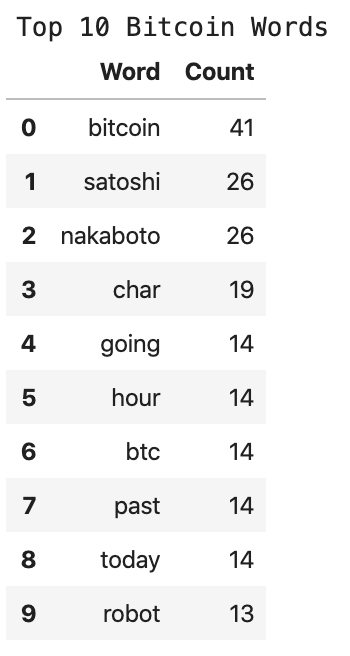 Top 10 Bitcoin Words
Word Count
0 bitcoin 41
1 satoshi 26
2 nakaboto 26
3 char 19
4 going 14
5 hour 14
6 btc 14
7 past 14
8 today 14
9 robot 13